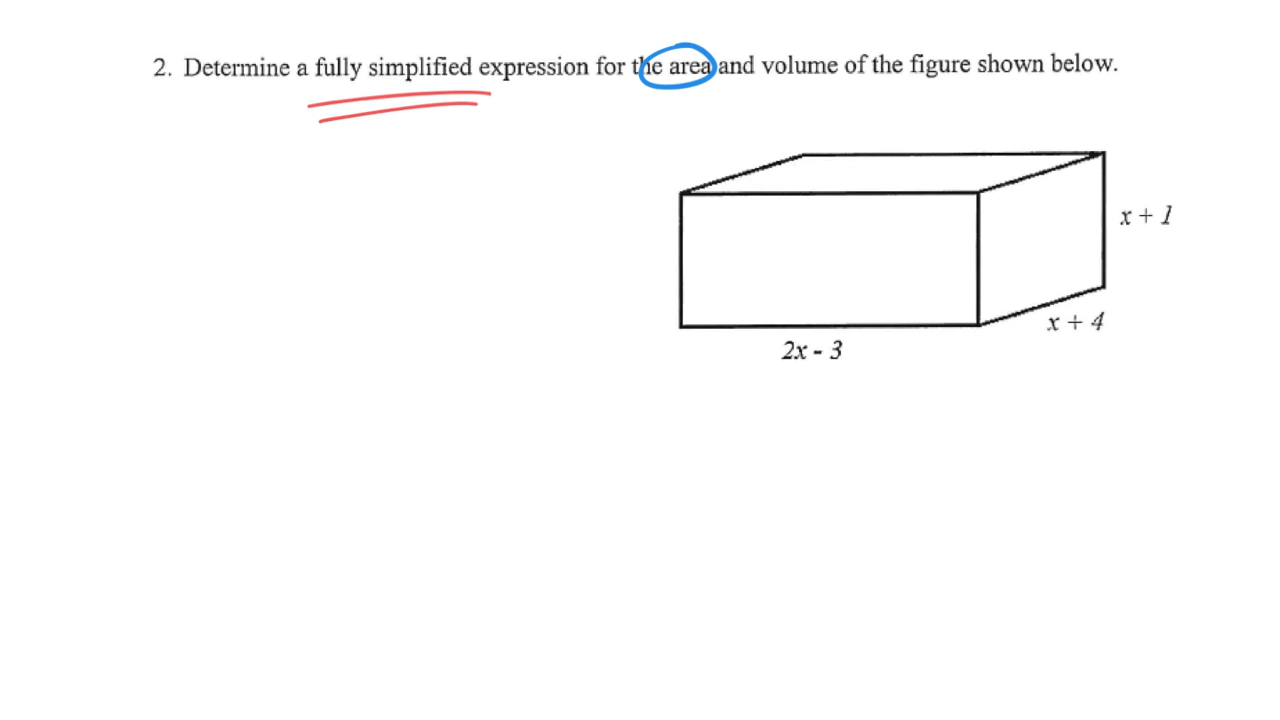 2. Determine a fully simplified expression for the area and volume of the figure shown below.
x + 1
x + 4
2x - 3